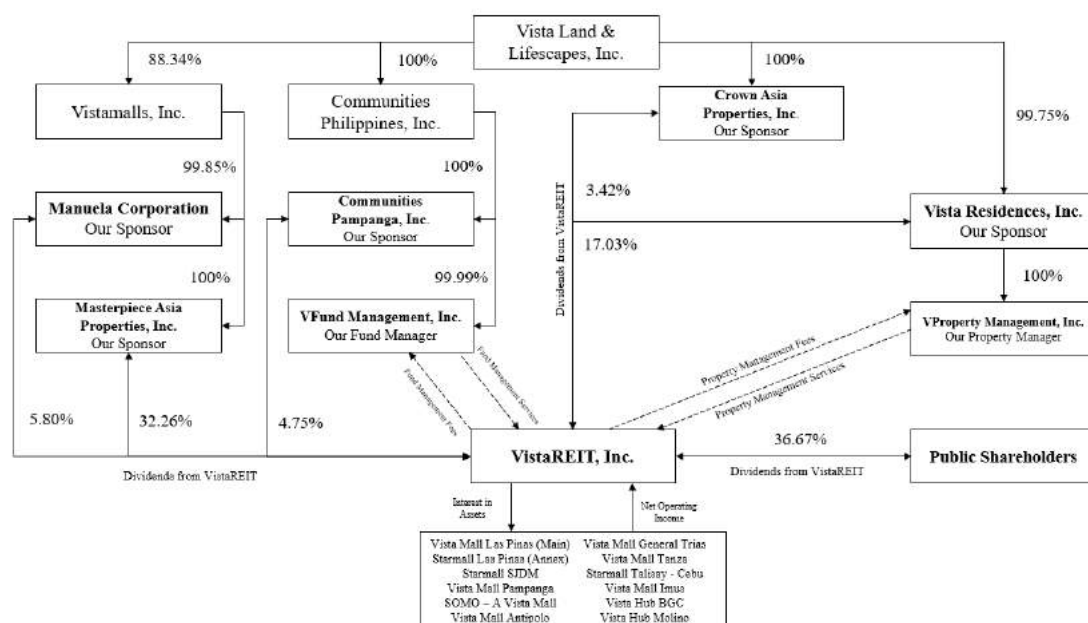 Vista Land &
Lifescapes, Inc.
88.34%
100%
100%
99.75%
Vistamalls, Inc.
Communities
Philippines, Inc.
Crown Asia
Properties, Inc.
Our Sponsor
99.85%
100%
3.42%
Manuela Corporation
Our Sponsor
Communities
Pampanga, Inc.
Our Sponsor
Dividends from VistaREIT
17.03%
Vista Residences, Inc.
Our Sponsor
100%
99.99%
100%
Masterpiece Asia
Properties, Inc.
Our Sponsor
VFund Management, Inc.
Our Fund Manager
VProperty Management, Inc.
Our Property Manager
Fund Management Fees
Fund Management Services
Property Management Fees
Property Management Services
5.80%
32.26%
4.75%
36.67%
Dividends from VistaREIT
VistaREIT, Inc.
Dividends from VistaREIT
Public Shareholders
Interest in
Assets
Net Operating
Income
Vista Mall Las Pinas (Main)
Starmall Las Pinas (Annex)
Starmall SJDM
Vista Mall Pampanga
SOMO – A Vista Mall
Vista Mall Antipolo
Vista Mall General Trias
Vista Mall Tanza
Starmall Talisay - Cebu
Vista Mall Imus
Vista Hub BGC
Vista Hub Molino